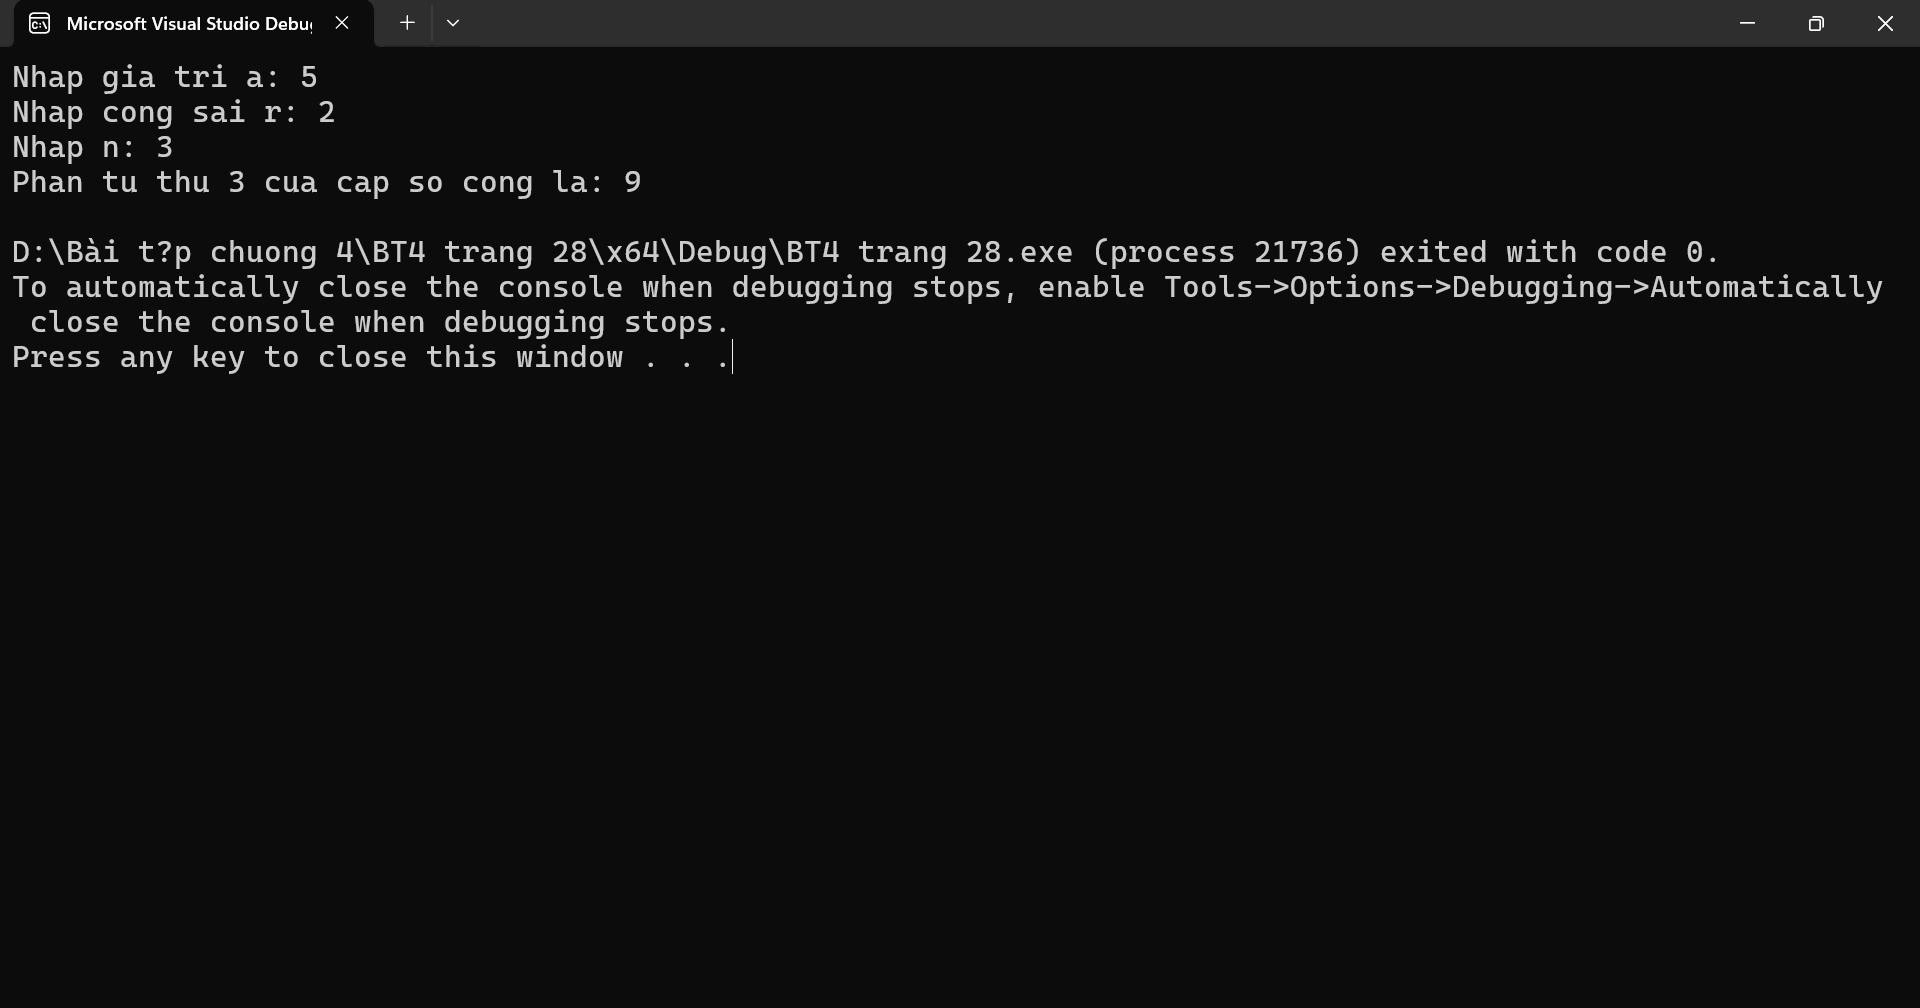 Microsoft Visual Studio Debu
Nhap gia tri a: 5
Nhap cong sai r: 2
Nhap n: 3
Phan tu thu 3 cua cap so cong la: 9
D:\Bài t?p chuong 4\BT4 trang 28\x64\Debug\BT4 trang 28.exe (process 21736) exited with code 0.
To automatically close the console when debugging stops, enable Tools->Options->Debugging->Automatically
 close the console when debugging stops.
Press any key to close this window . . .